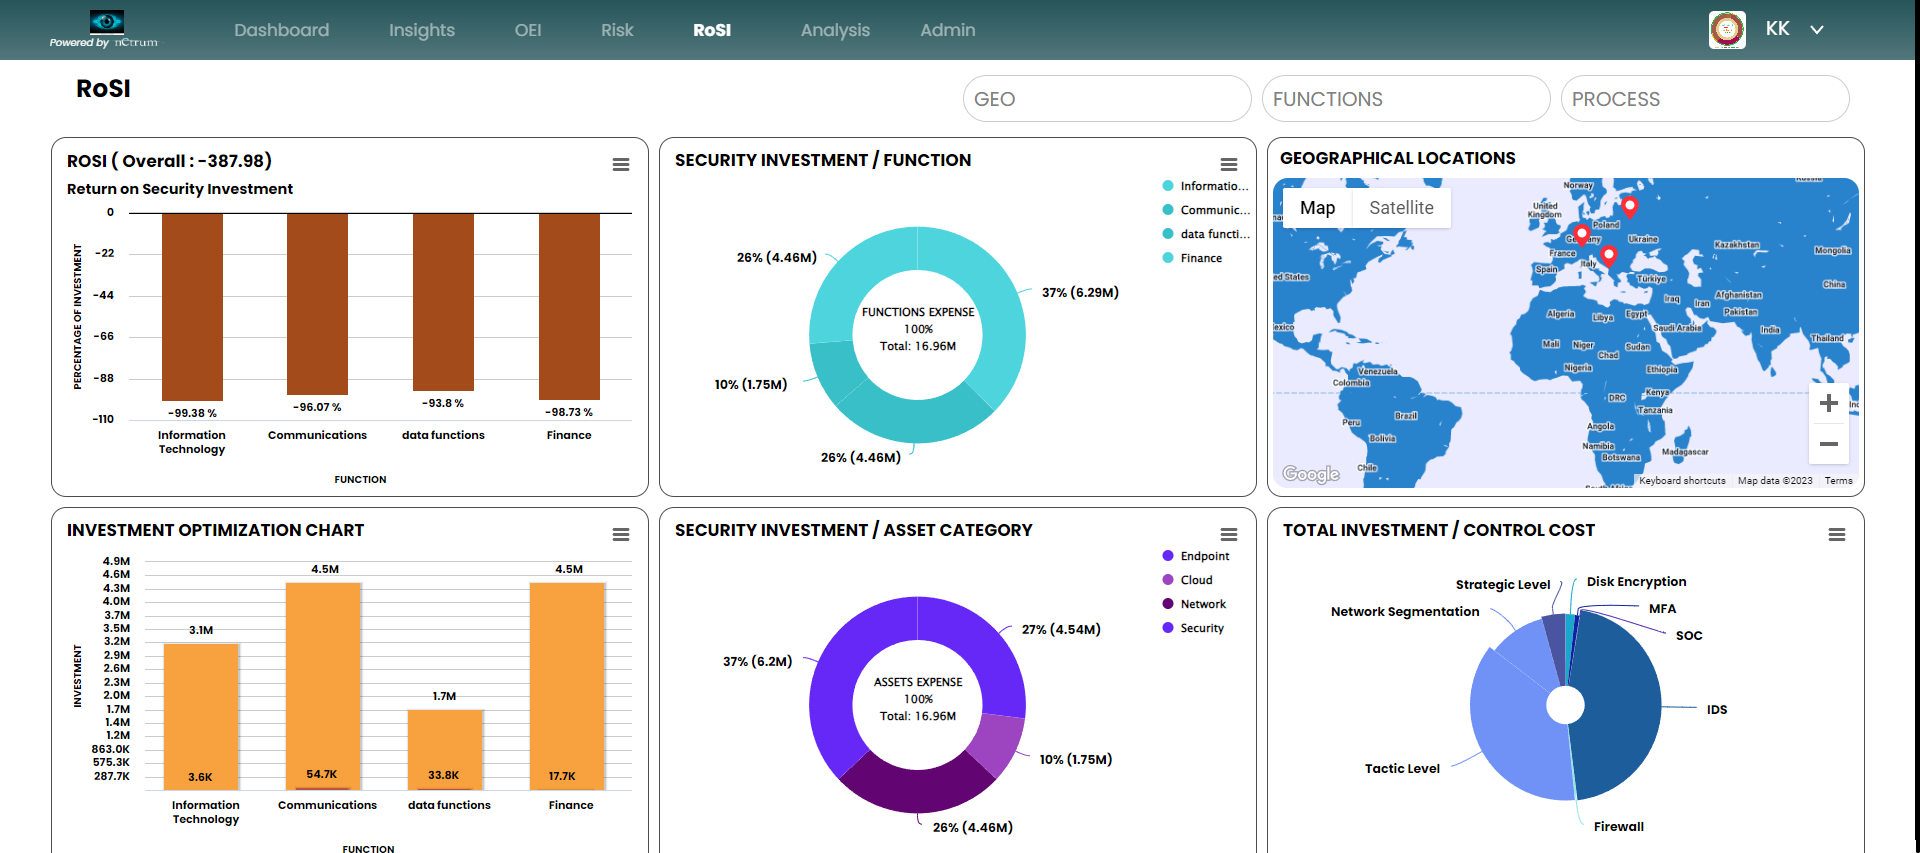 Powered by nCtrum
Dashboard
Insights
OEI
Risk
RoSI
Analysis
Admin
KK
RoSI
GEO
FUNCTIONS
PROCESS
ROSI ( Overall : -387.98)
Return on Security Investment
PERCENTAGE OF INVESTMENT
0
-22
-44
-66
-88
-110
-99.38 %
-96.07 %
-93.8 %
-98.73 %
Information
Technology
Communications
data functions
Finance
FUNCTION
SECURITY INVESTMENT / FUNCTION
Informatio...
Communic...
data functi...
Finance
26% (4.46M)
37% (6.29M)
10% (1.75M)
26% (4.46M)
FUNCTIONS EXPENSE
100%
Total: 16.96M
GEOGRAPHICAL LOCATIONS
Map
Satellite
Norway
United
Kingdom
Poland
Germany
Ukraine
France
Italy
Spain
Türkiye
Kazakhstan
Mongolia
China
ed States
Iraq
Iran
Afghanistan
Pakistan
Algeria
Libya
Egypt
Saudi Arabia
India
Thailand
exico
Mali
Niger
Chad
Sudan
Nigeria
Ethiopia
Venezuela
Colombia
Kenya
DRC
Tanzania
Brazil
Peru
Bolivia
Angola
Namibia
Botswana
Madagascar
Chile
Google
Keyboard shortcuts
Map data ©2023
Terms
INVESTMENT OPTIMIZATION CHART
INVESTMENT
4.9M
4.6M
4.3M
4.0M
3.7M
3.5M
3.2M
2.9M
2.6M
2.3M
2.0M
1.7M
1.4M
1.2M
863.0K
575.3K
287.7K
3.1M
4.5M
1.7M
4.5M
3.6K
54.7K
33.8K
17.7K
Information
Technology
Communications
data functions
Finance
FUNCTION
SECURITY INVESTMENT / ASSET CATEGORY
Endpoint
Cloud
Network
Security
27% (4.54M)
37% (6.2M)
10% (1.75M)
26% (4.46M)
ASSETS EXPENSE
100%
Total: 16.96M
TOTAL INVESTMENT / CONTROL COST
Strategic Level
Disk Encryption
Network Segmentation
MFA
SOC
IDS
Tactic Level
Firewall